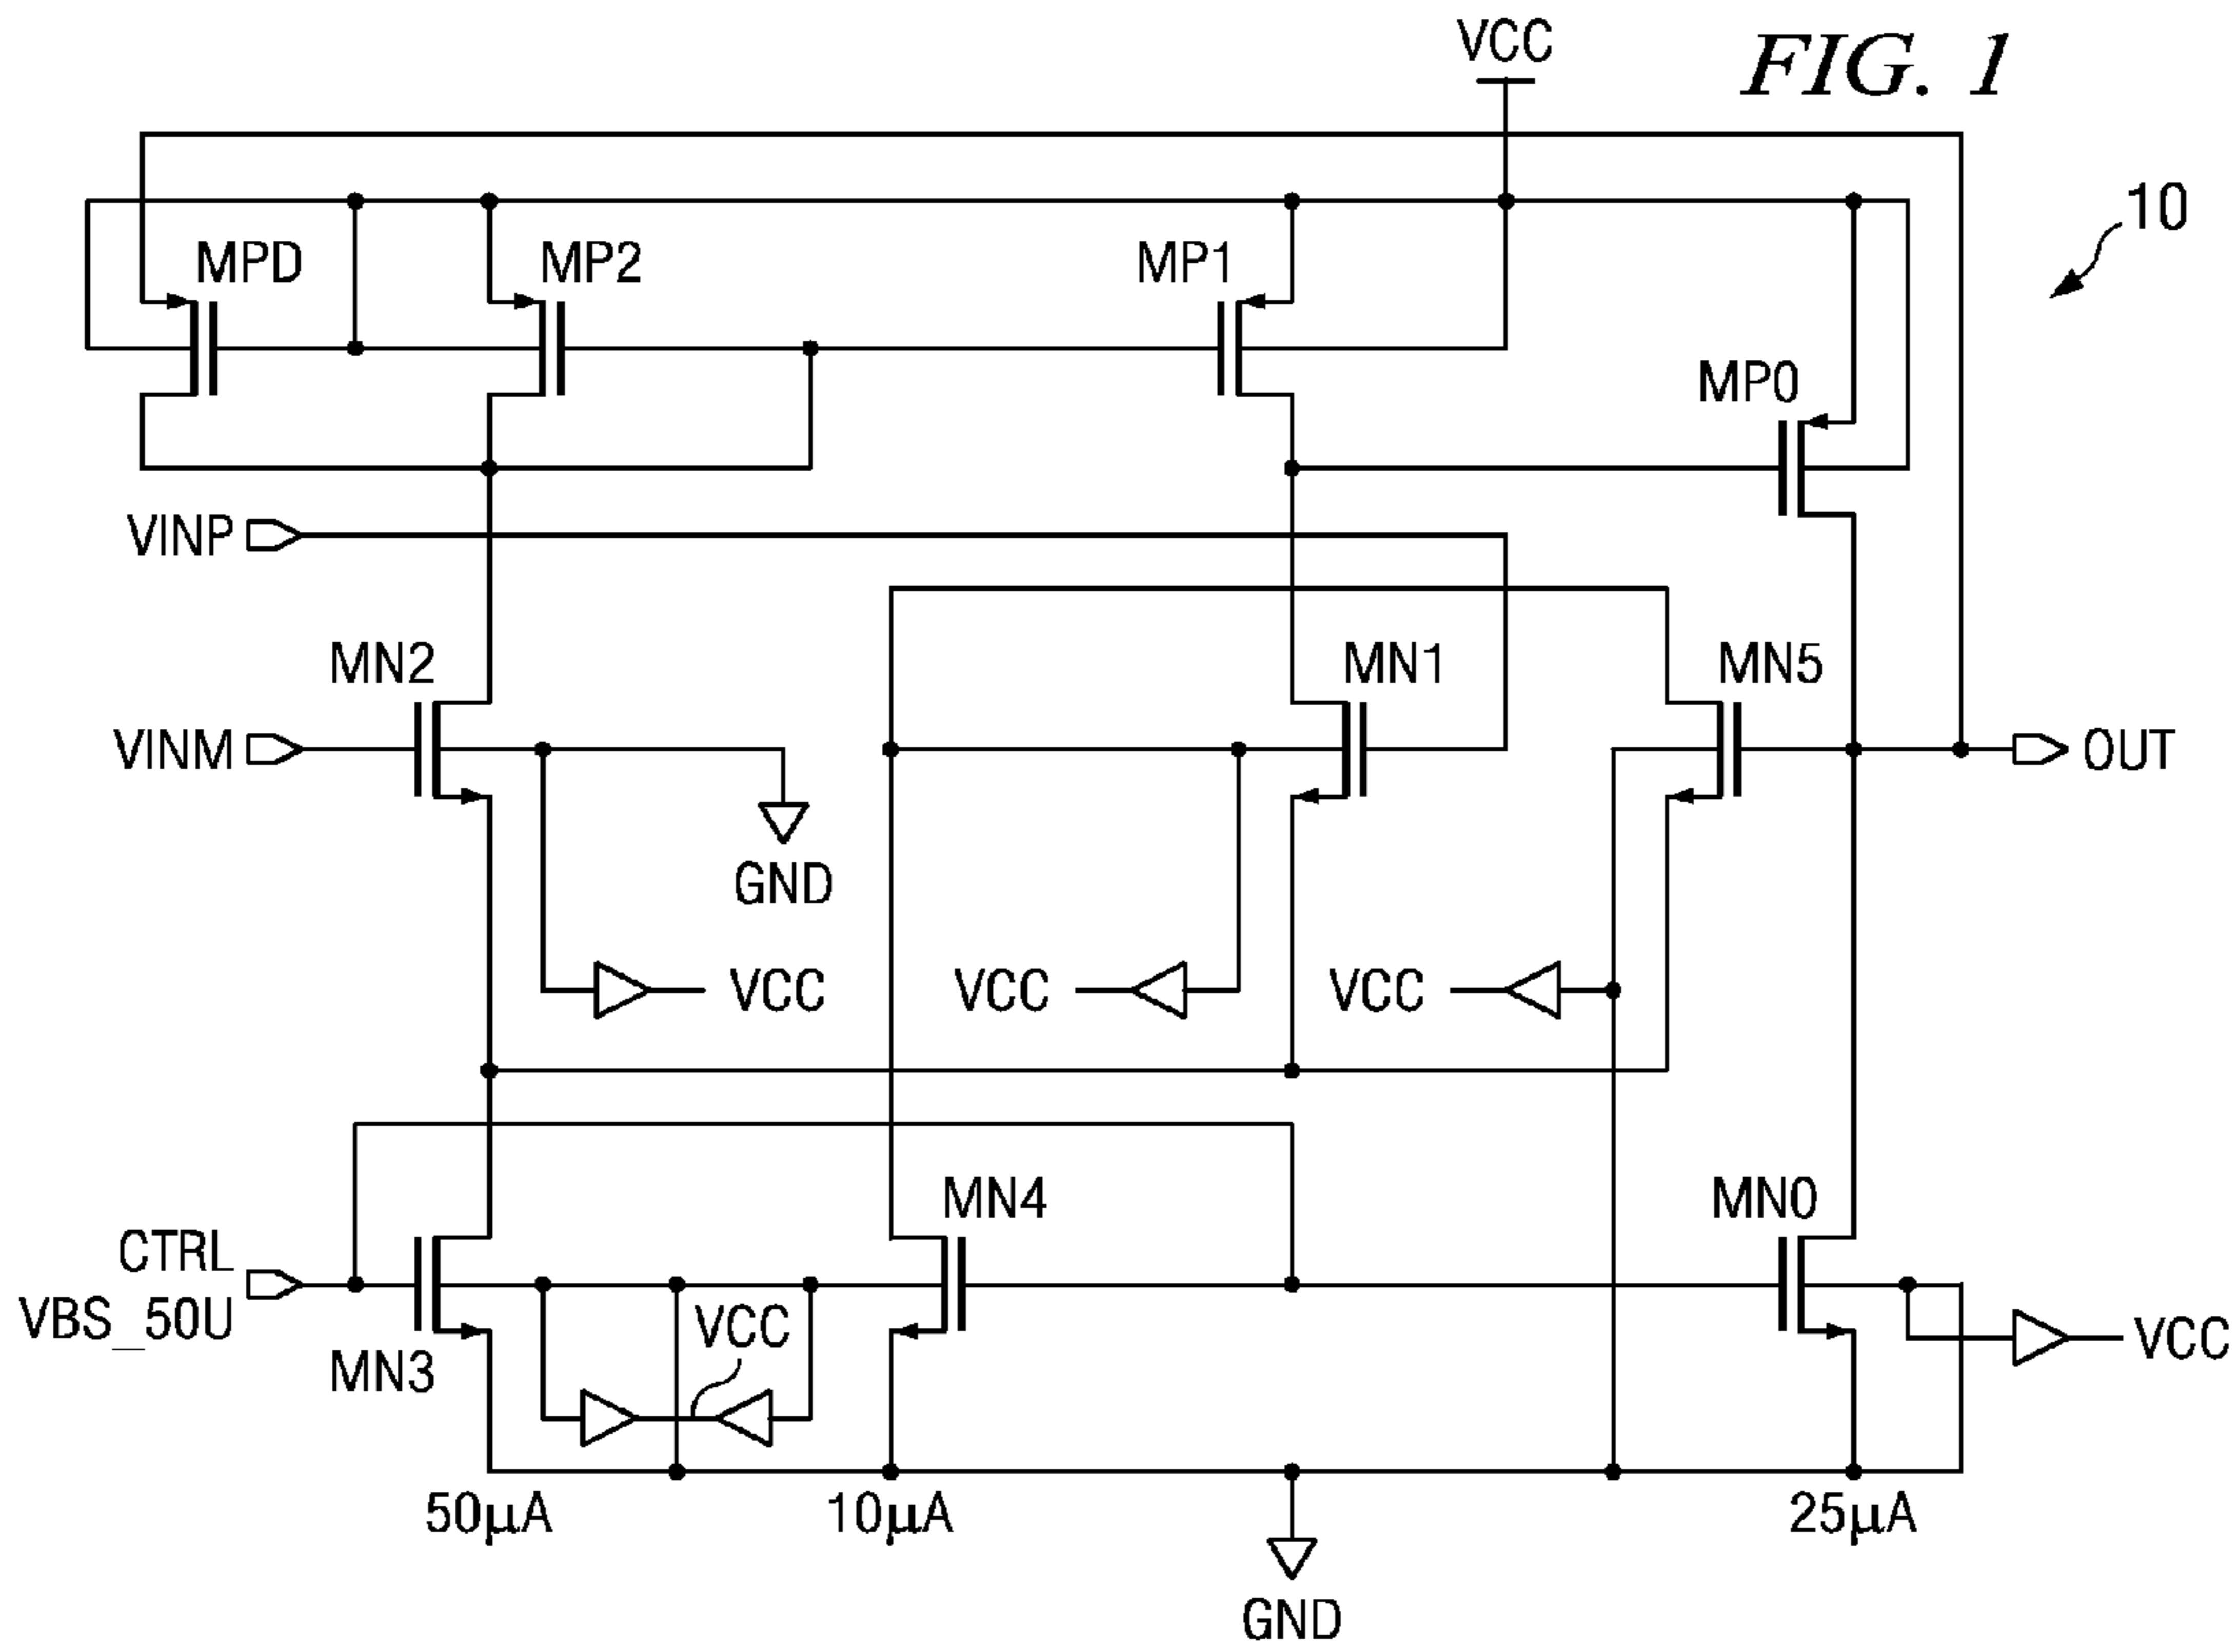 VCC
FIG. 1
10
MPD
MP2
MP1
MP0
VINP
MN2
MN1
MN5
VINM
OUT
GND
VCC
VCC
VCC
MN4
MN0
CTRL
VBS_50U
VCC
VCC
MN3
50µA
10µA
25µA
GND